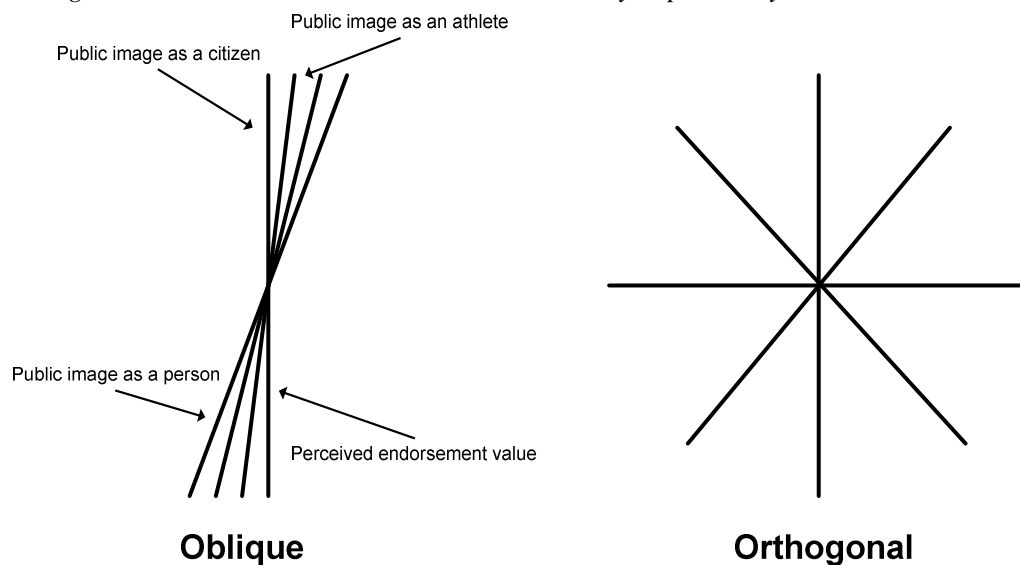 Public image as an athlete
Public image as a citizen
Public image as a person
Perceived endorsement value
Oblique
Orthogonal